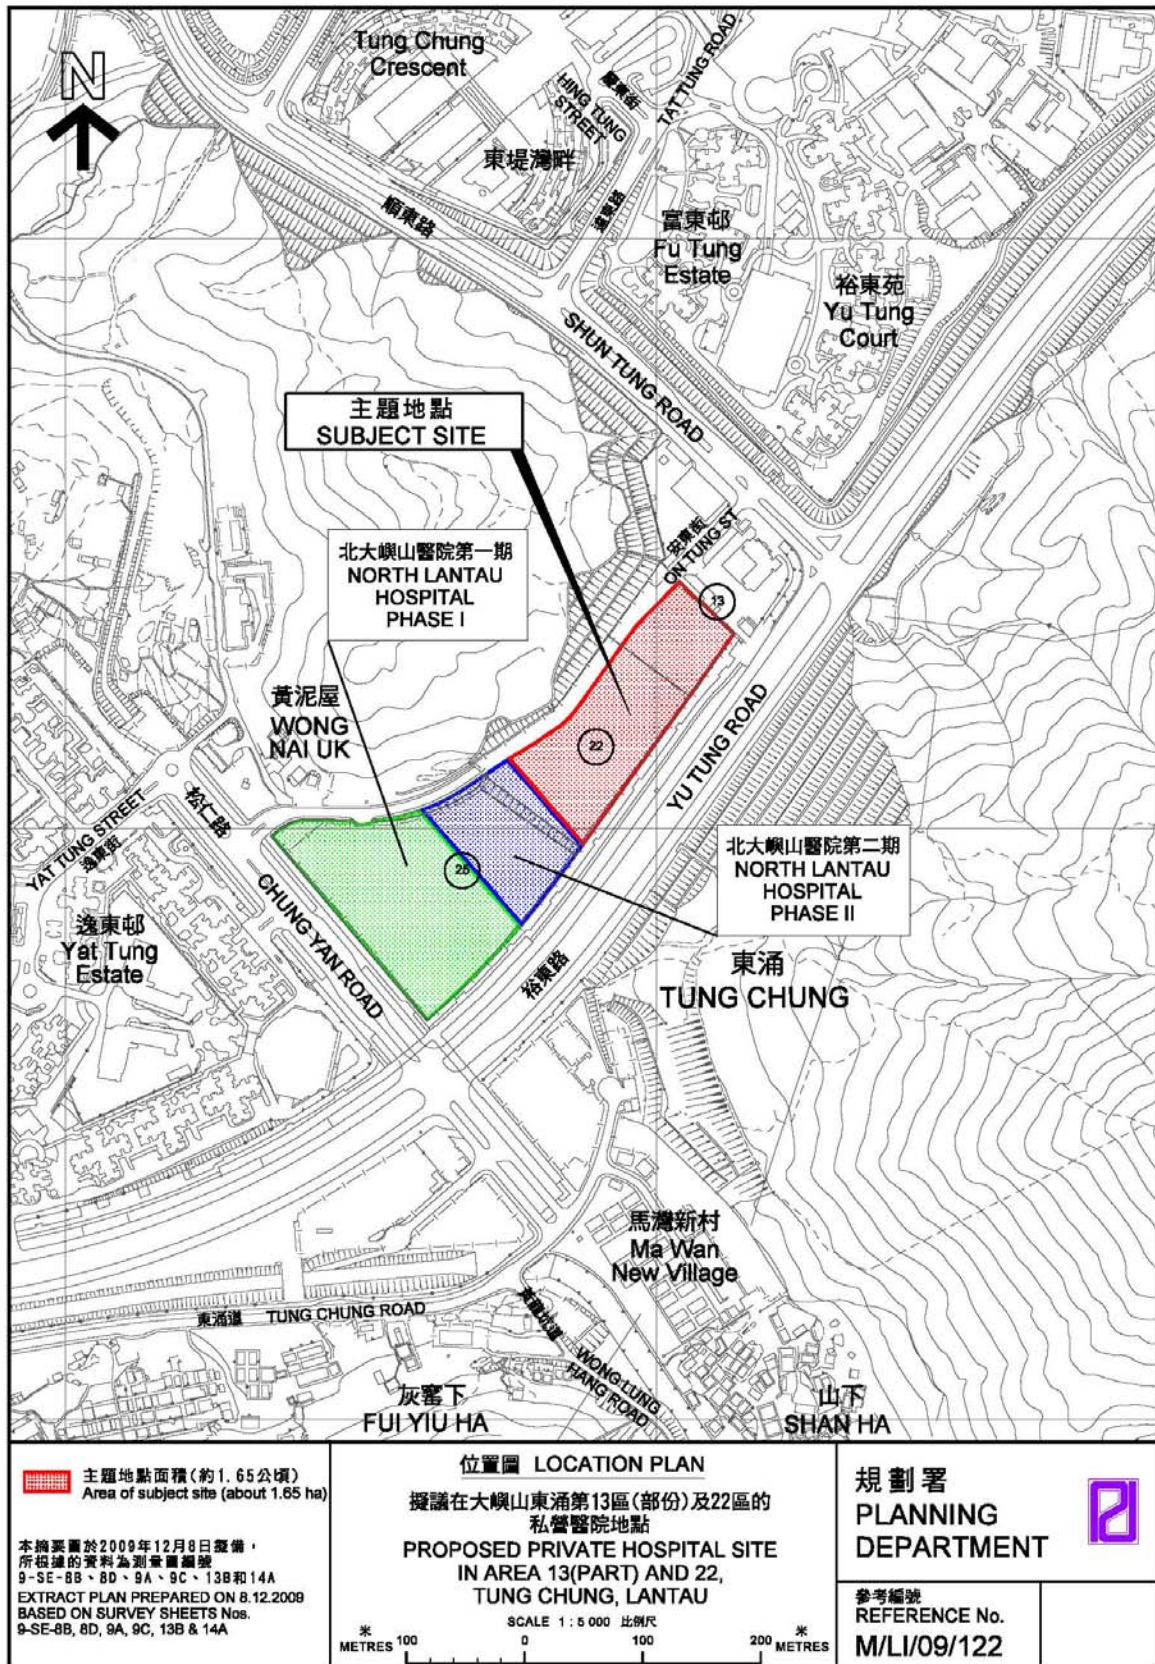 N
Tung Chung
Crescent
東堤灣畔
HING TUNG
STREET
慶東街
TAT TUNG ROAD
達東路
順東路
富東邨
Fu Tung
Estate
裕東苑
Yu Tung
Court
SHUN TUNG ROAD
主題地點
SUBJECT SITE
安東街
ON TUNG ST
北大嶼山醫院第一期
NORTH LANTAU
HOSPITAL
PHASE I
13
22
25
黃泥屋
WONG
NAI UK
YU TUNG ROAD
松仁路
YAT TUNG STREET
逸東街
CHUNG YAN ROAD
北大嶼山醫院第二期
NORTH LANTAU
HOSPITAL
PHASE II
逸東邨
Yat Tung
Estate
裕東路
東涌
TUNG CHUNG
馬灣新村
Ma Wan
New Village
東涌道 TUNG CHUNG ROAD
黃龍坑道
WONG LUNG
HANG ROAD
灰窰下
FUI YIU HA
山下
SHAN HA
主題地點面積(約1.65公頃)
Area of subject site (about 1.65 ha)
本摘要圖於2009年12月8日擬備，
所根據的資料為測量圖編號
9-SE-8B、8D、9A、9C、13B和14A
EXTRACT PLAN PREPARED ON 8.12.2009
BASED ON SURVEY SHEETS Nos.
9-SE-8B, 8D, 9A, 9C, 13B & 14A
位置圖 LOCATION PLAN
擬議在大嶼山東涌第13區(部份)及22區的
私營醫院地點
PROPOSED PRIVATE HOSPITAL SITE
IN AREA 13(PART) AND 22,
TUNG CHUNG, LANTAU
SCALE 1 : 5 000 比例尺
米 METRES 100 0 100 200 米 METRES
規劃署
PLANNING
DEPARTMENT
參考編號
REFERENCE No.
M/LI/09/122